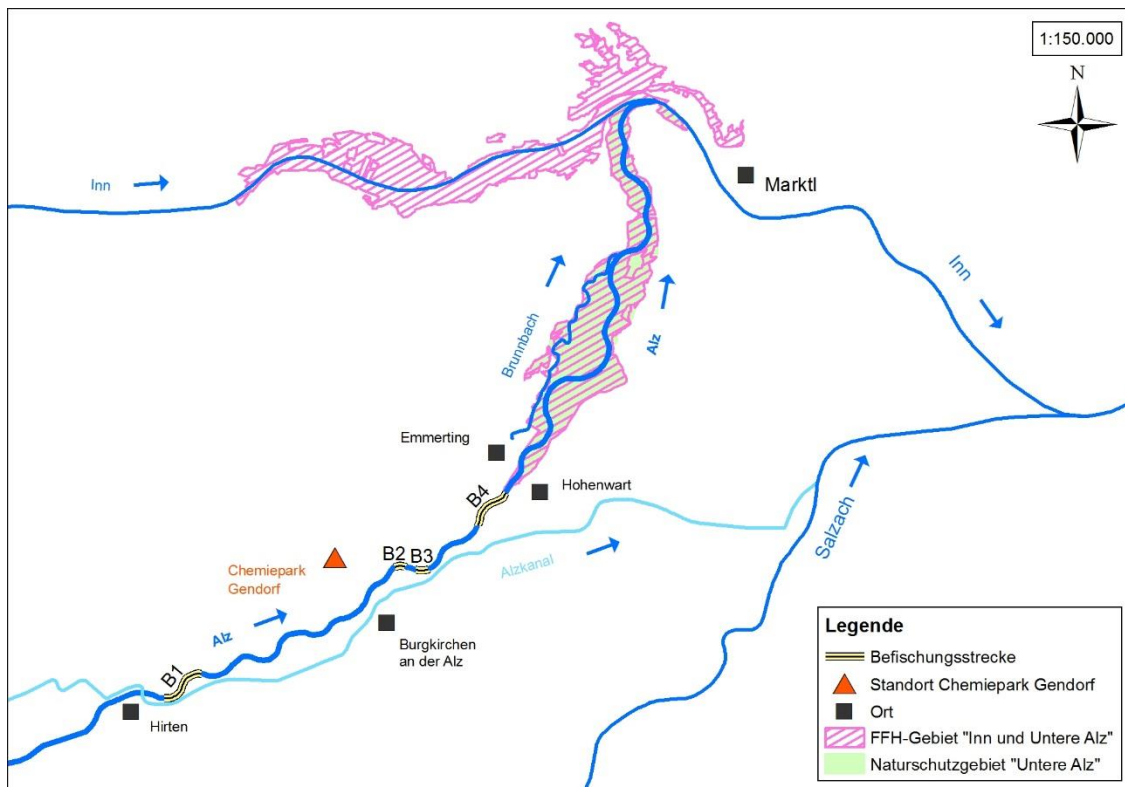 1:150.000
N
Inn
Marktl
Inn
Brunnbach
Alz
Emmerting
Hohenwart
B4
Salzach
B2
B3
Chemiepark
Gendorf
Alzkanal
Alz
Burgkirchen
an der Alz
B1
Hirten
Legende
Befischungsstrecke
Standort Chemiepark Gendorf
Ort
FFH-Gebiet "Inn und Untere Alz"
Naturschutzgebiet "Untere Alz"